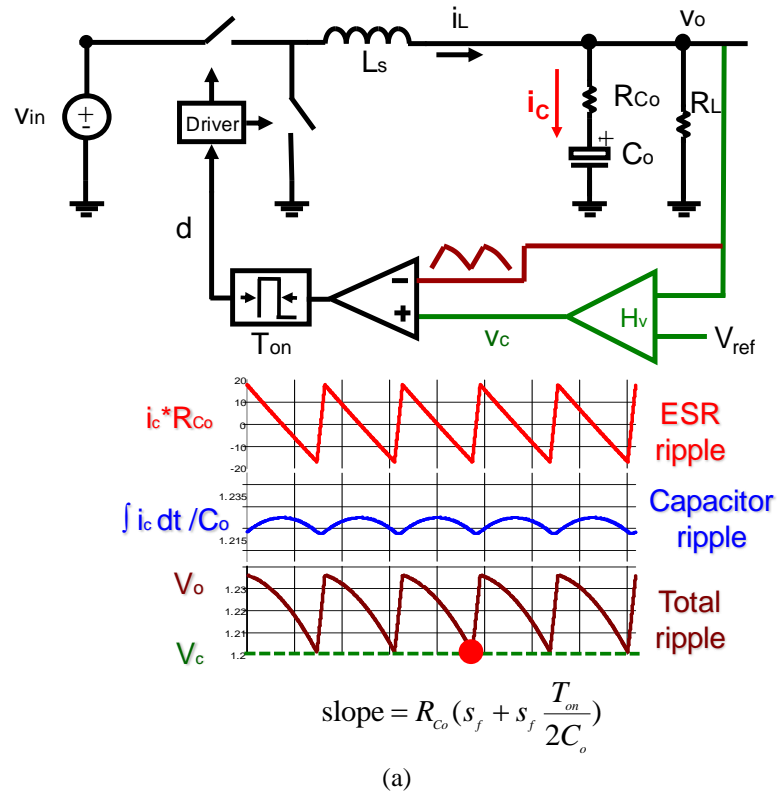 iL
vo
Ls
vin
Driver
ic
RCo
RL
+
Co
+
-
d
-
+
Ton
vc
Hv
Vref
ic*RCo
20
10
0
-10
-20
ESR
ripple
∫ ic dt /Co
1.235
1.215
Capacitor
ripple
Vo
1.23
1.22
1.21
Vc
1.2
Total
ripple
slope = RCo(sf + sf Ton/2Co)
(a)